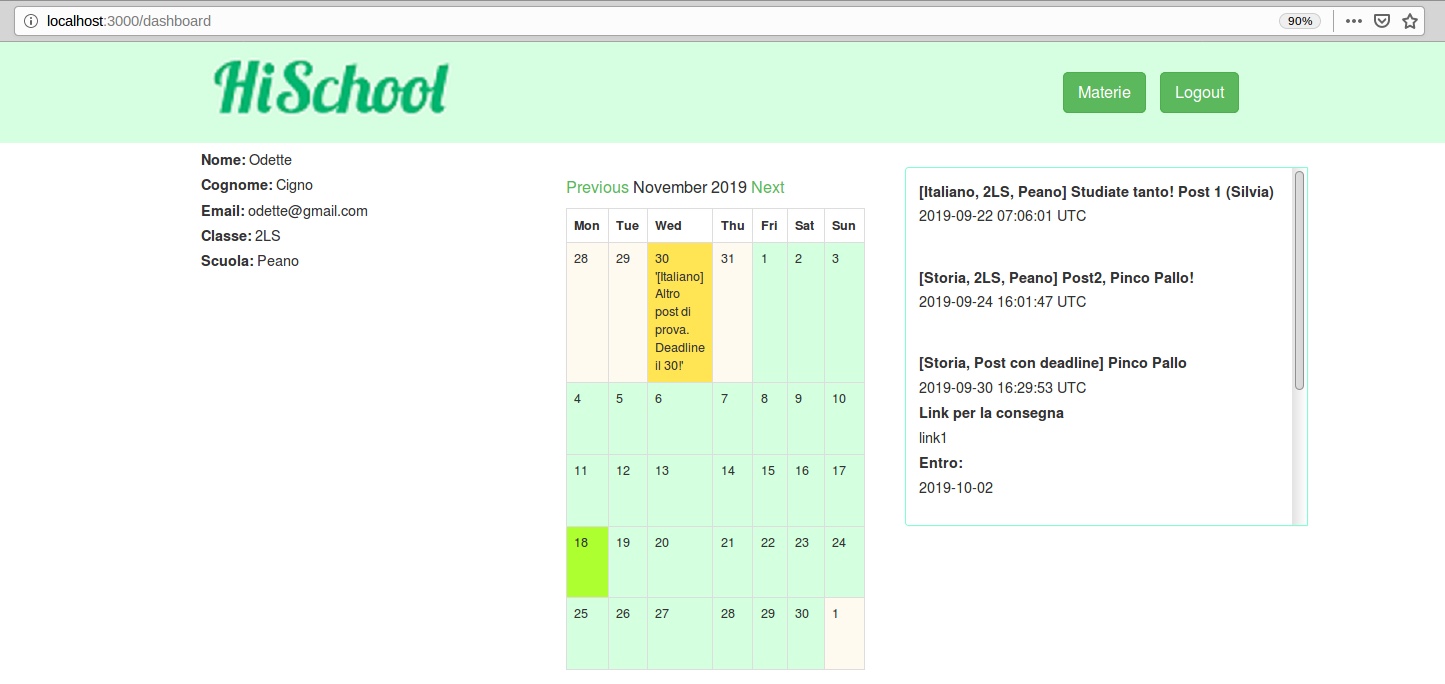 localhost:3000/dashboard
90%
HiSchool
Materie
Logout
Nome: Odette
Cognome: Cigno
Email: odette@gmail.com
Classe: 2LS
Scuola: Peano
Previous November 2019 Next
Mon Tue Wed Thu Fri Sat Sun
28 29 30 31 1 2 3
'[Italiano]
Altro
post di
prova.
Deadline
il 30!'
4 5 6 7 8 9 10
11 12 13 14 15 16 17
18 19 20 21 22 23 24
25 26 27 28 29 30 1
[Italiano, 2LS, Peano] Studiate tanto! Post 1 (Silvia)
2019-09-22 07:06:01 UTC
[Storia, 2LS, Peano] Post2, Pinco Pallo!
2019-09-24 16:01:47 UTC
[Storia, Post con deadline] Pinco Pallo
2019-09-30 16:29:53 UTC
Link per la consegna
link1
Entro:
2019-10-02